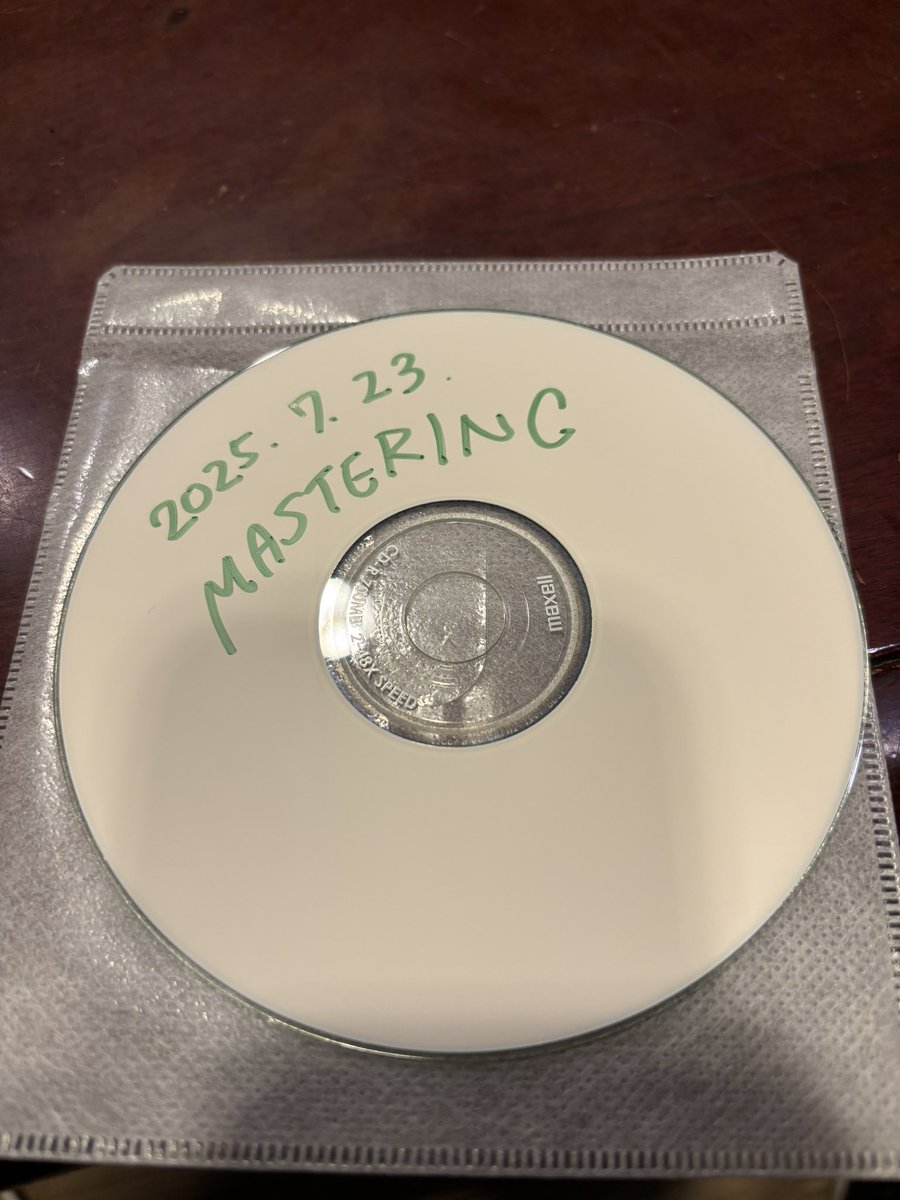 2025. 7. 23.
MASTERING
maxell
CD-R 700MB 2-48X SPEED